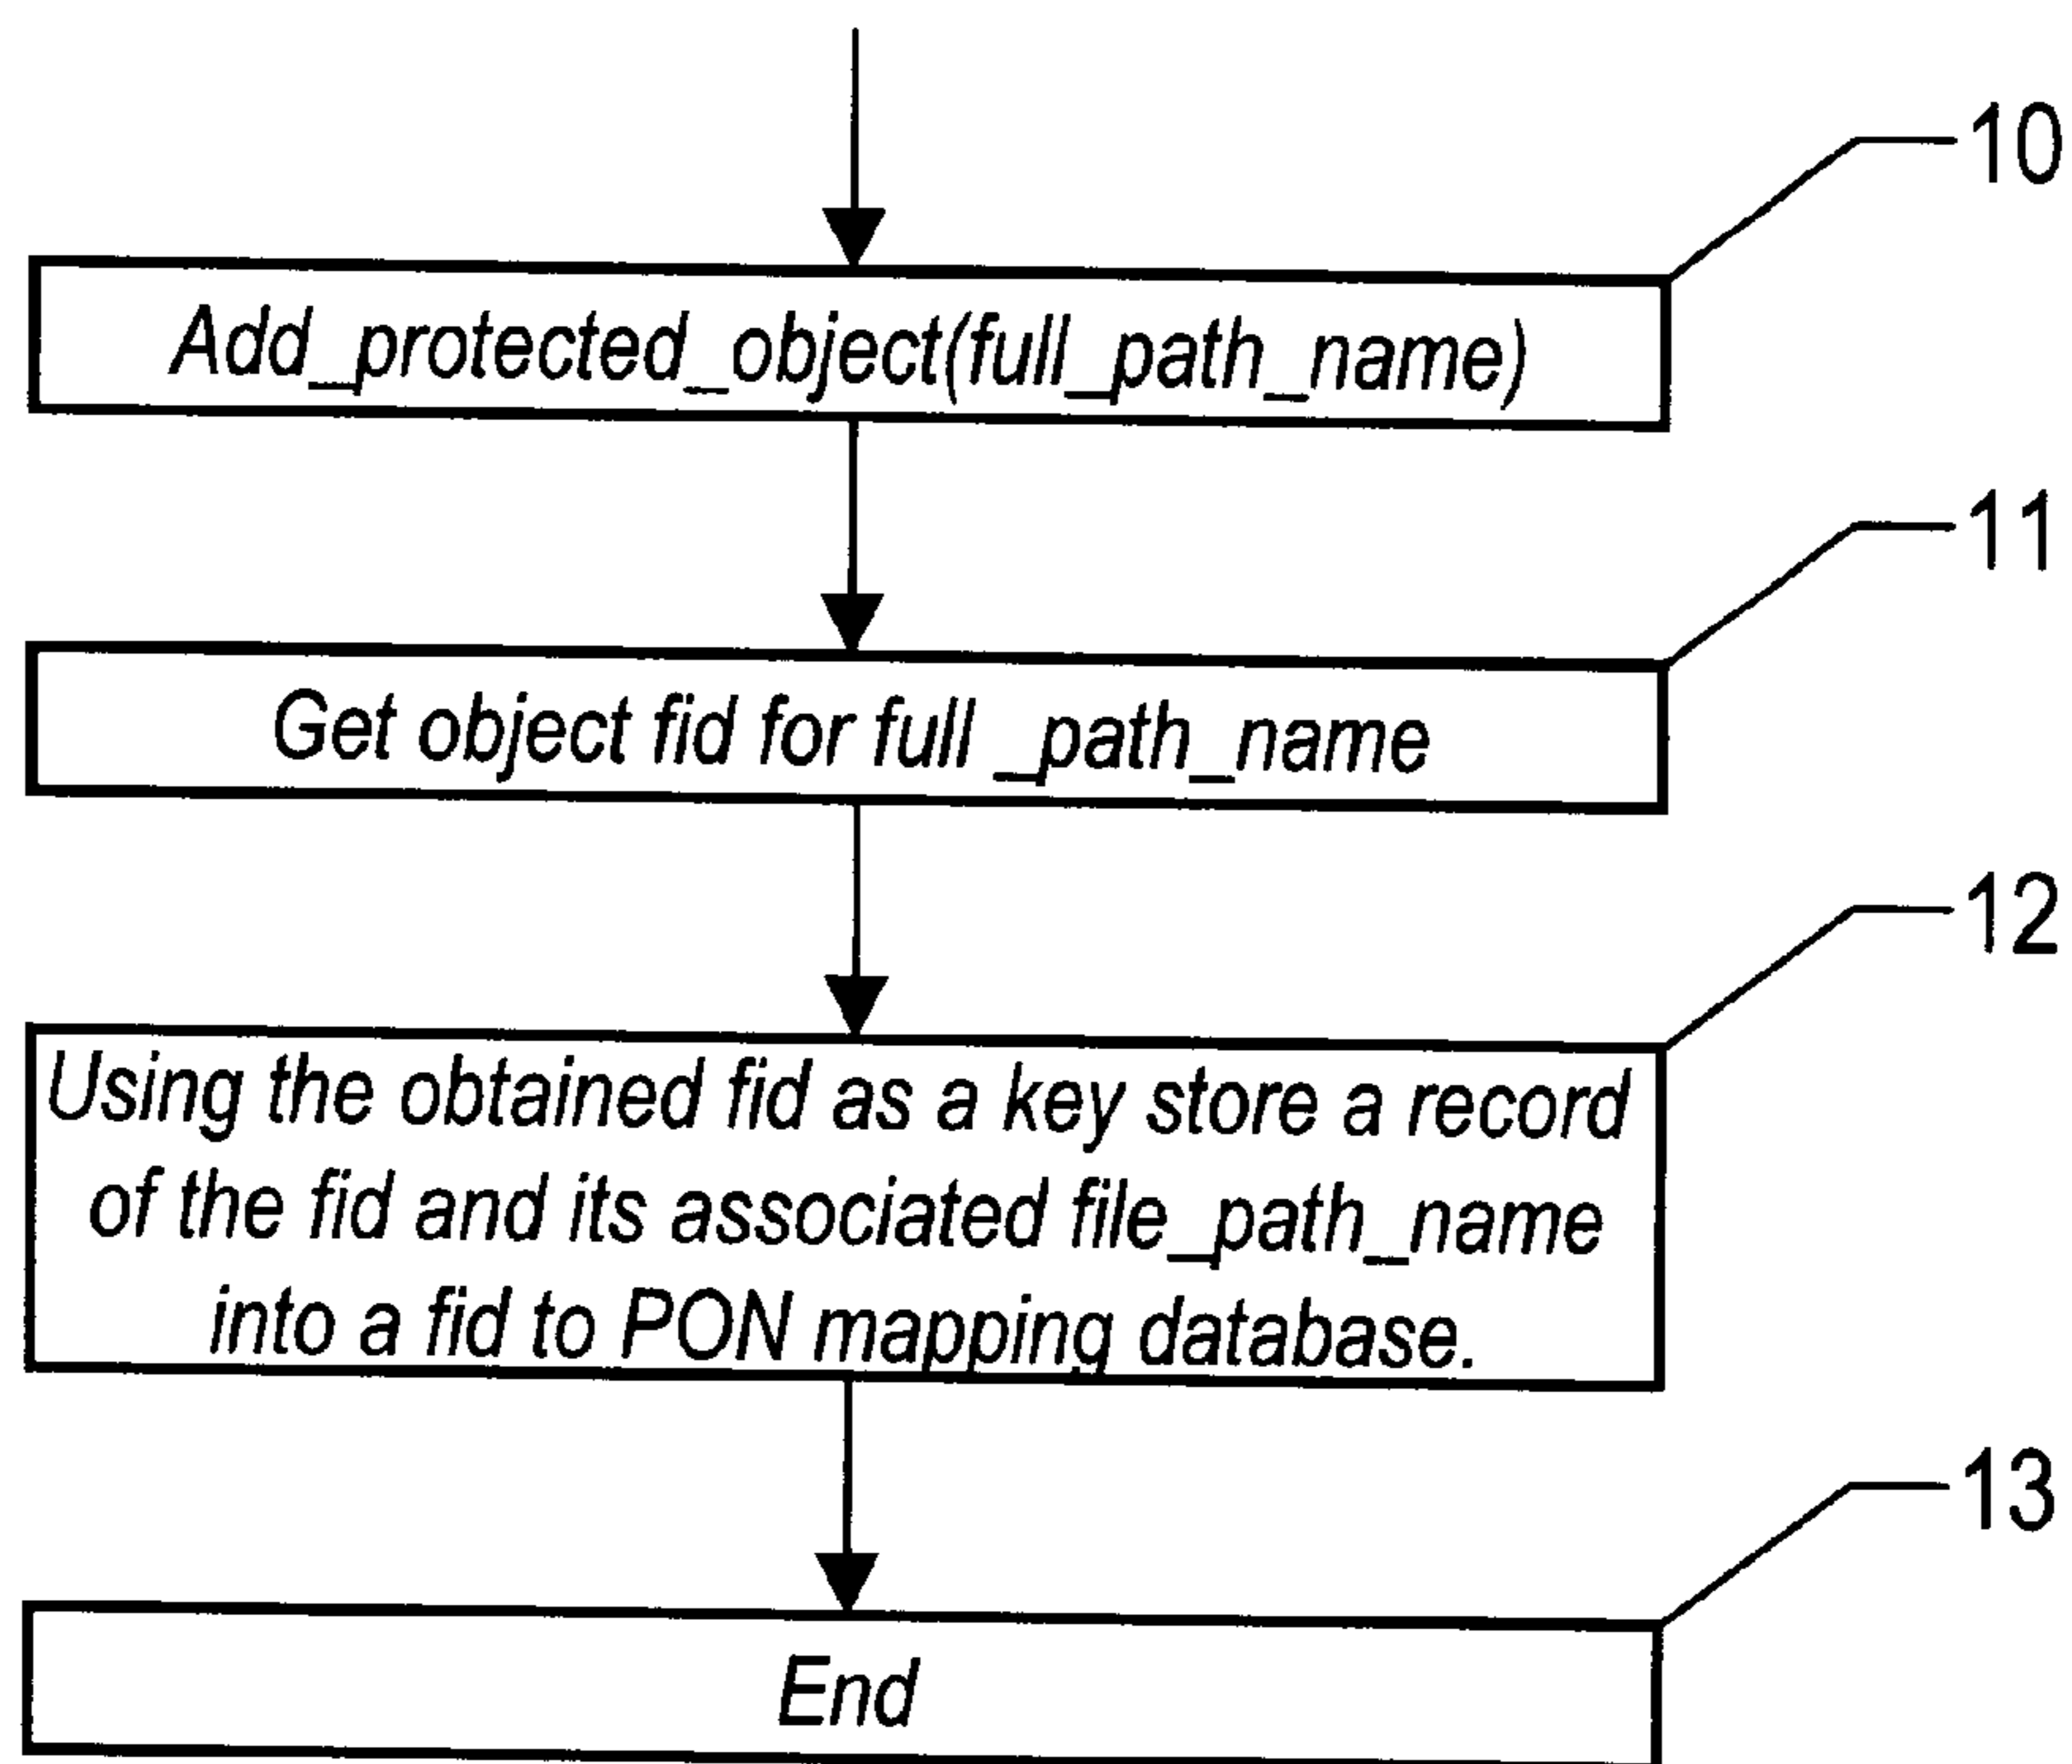 10
Add_protected_object(full_path_name)
11
Get object fid for full _path_name
12
Using the obtained fid as a key store a record
of the fid and its associated file_path_name
into a fid to PON mapping database.
13
End